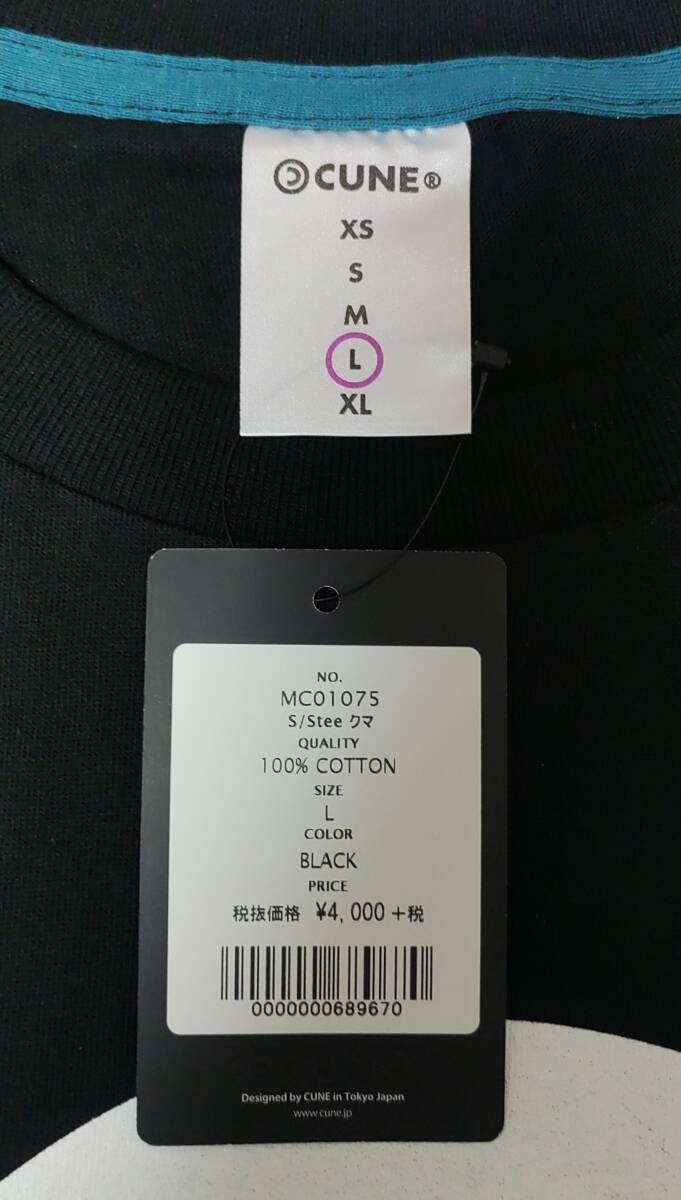 CUNE®
XS
S
M
L
XL
NO.
MC01075
S/Stee クマ
QUALITY
100% COTTON
SIZE
L
COLOR
BLACK
PRICE
税抜価格 ¥4,000 +税
0000000689670
Designed by CUNE in Tokyo Japan
www.cune.jp